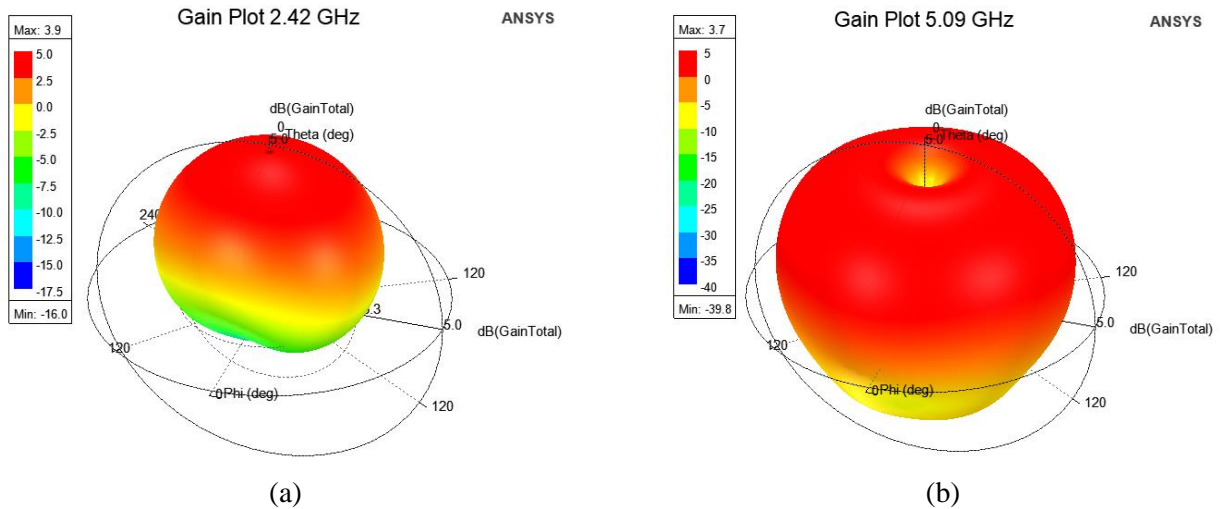 Gain Plot 2.42 GHz
ANSYS
Max: 3.9
5.0
2.5
0.0
-2.5
-5.0
-7.5
-10.0
-12.5
-15.0
-17.5
Min: -16.0
dB(GainTotal)
0
5.0
Theta (deg)
240
120
5.0
dB(GainTotal)
120
0
Phi (deg)
120
(a)
Gain Plot 5.09 GHz
ANSYS
Max: 3.7
5
0
-5
-10
-15
-20
-25
-30
-35
-40
Min: -39.8
dB(GainTotal)
0
5.0
Theta (deg)
120
5.0
dB(GainTotal)
120
0
Phi (deg)
120
(b)